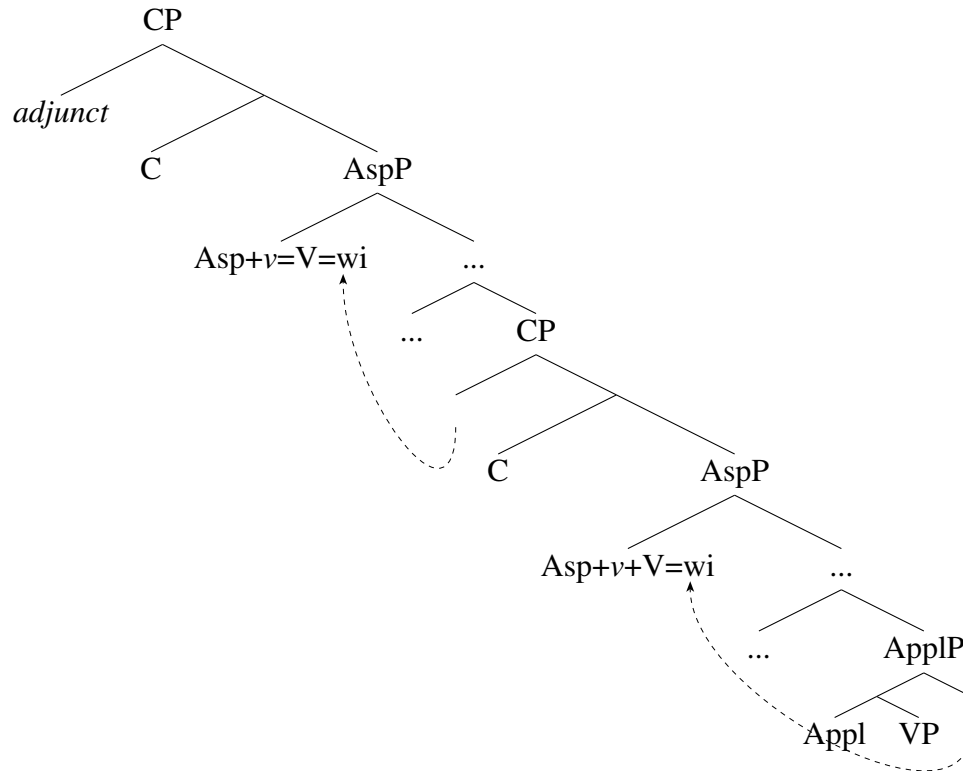 CP
adjunct
C AspP
Asp+v=V=wi ...
... CP
C AspP
Asp+v+V=wi ...
... ApplP
Appl VP